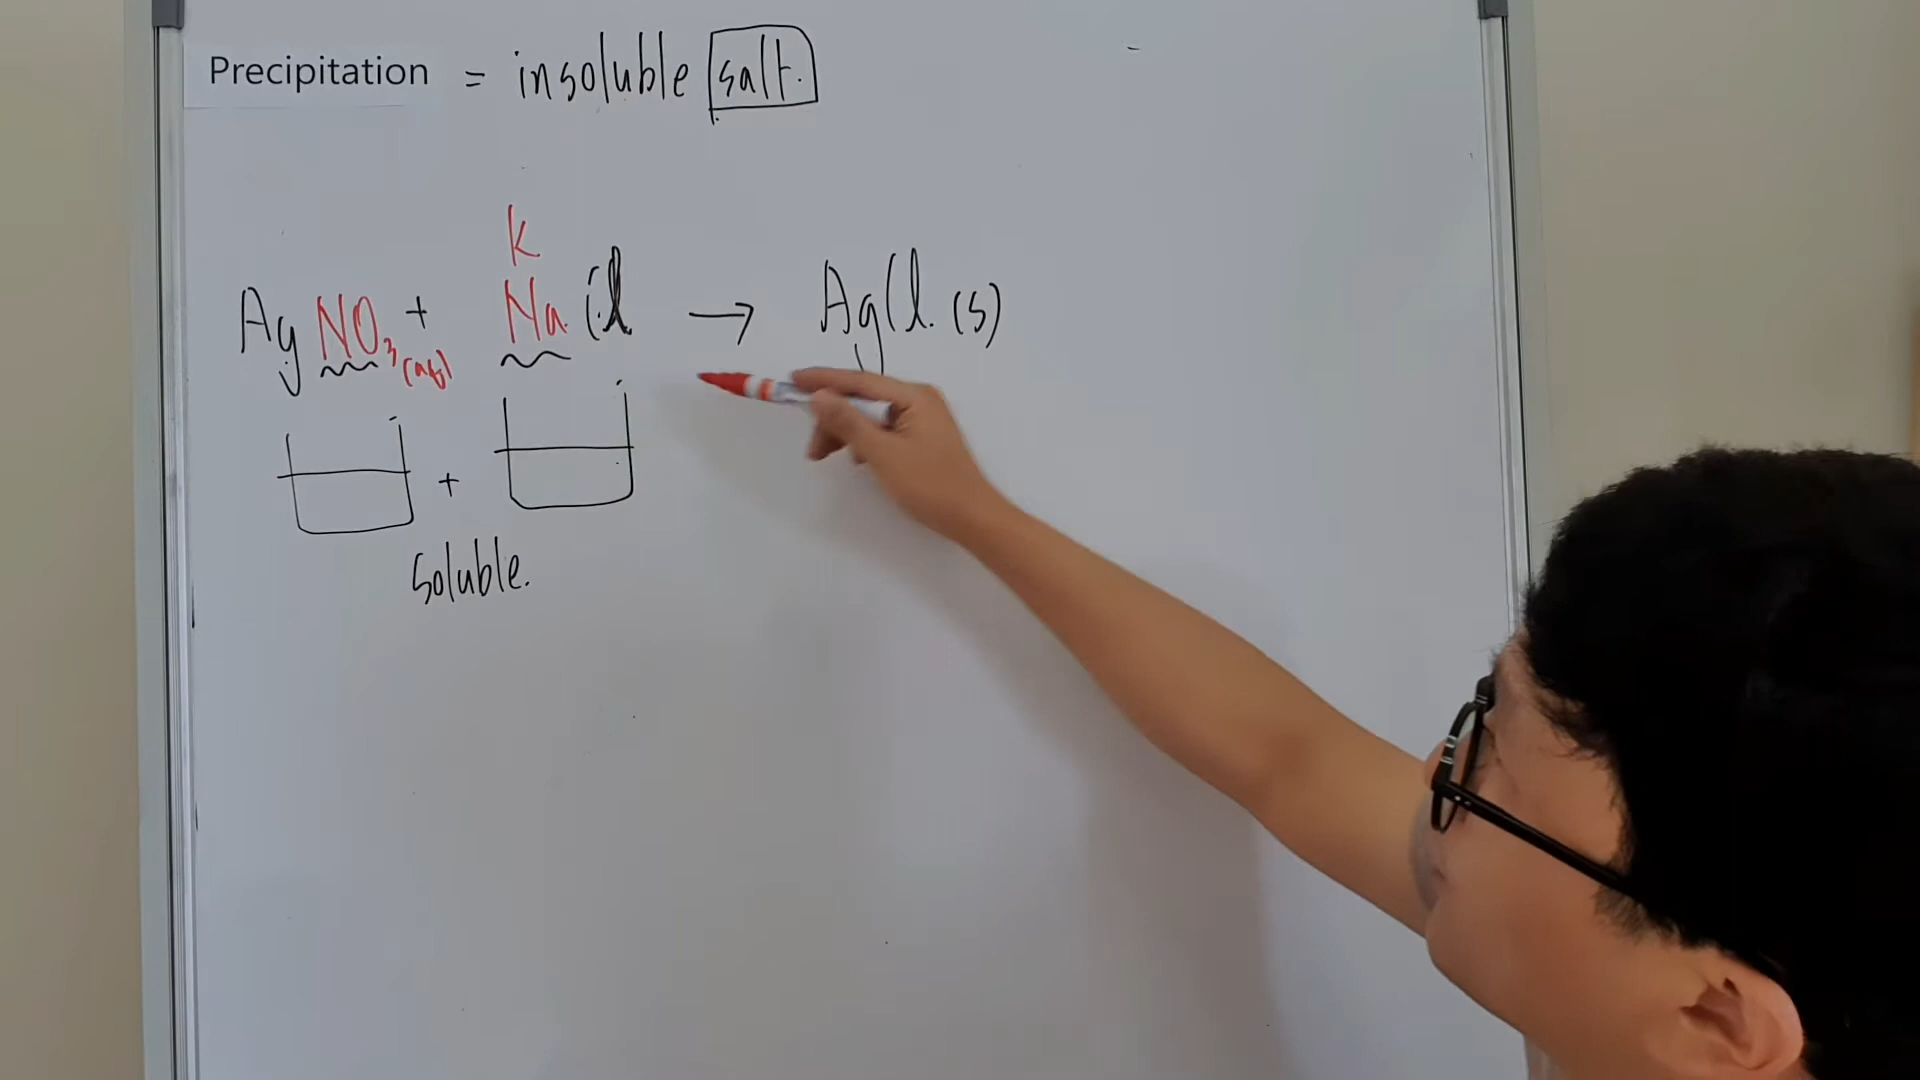 Precipitation = insoluble salt.
K
AgNO₃(aq) + NaCl → AgCl. (s)
+
soluble.